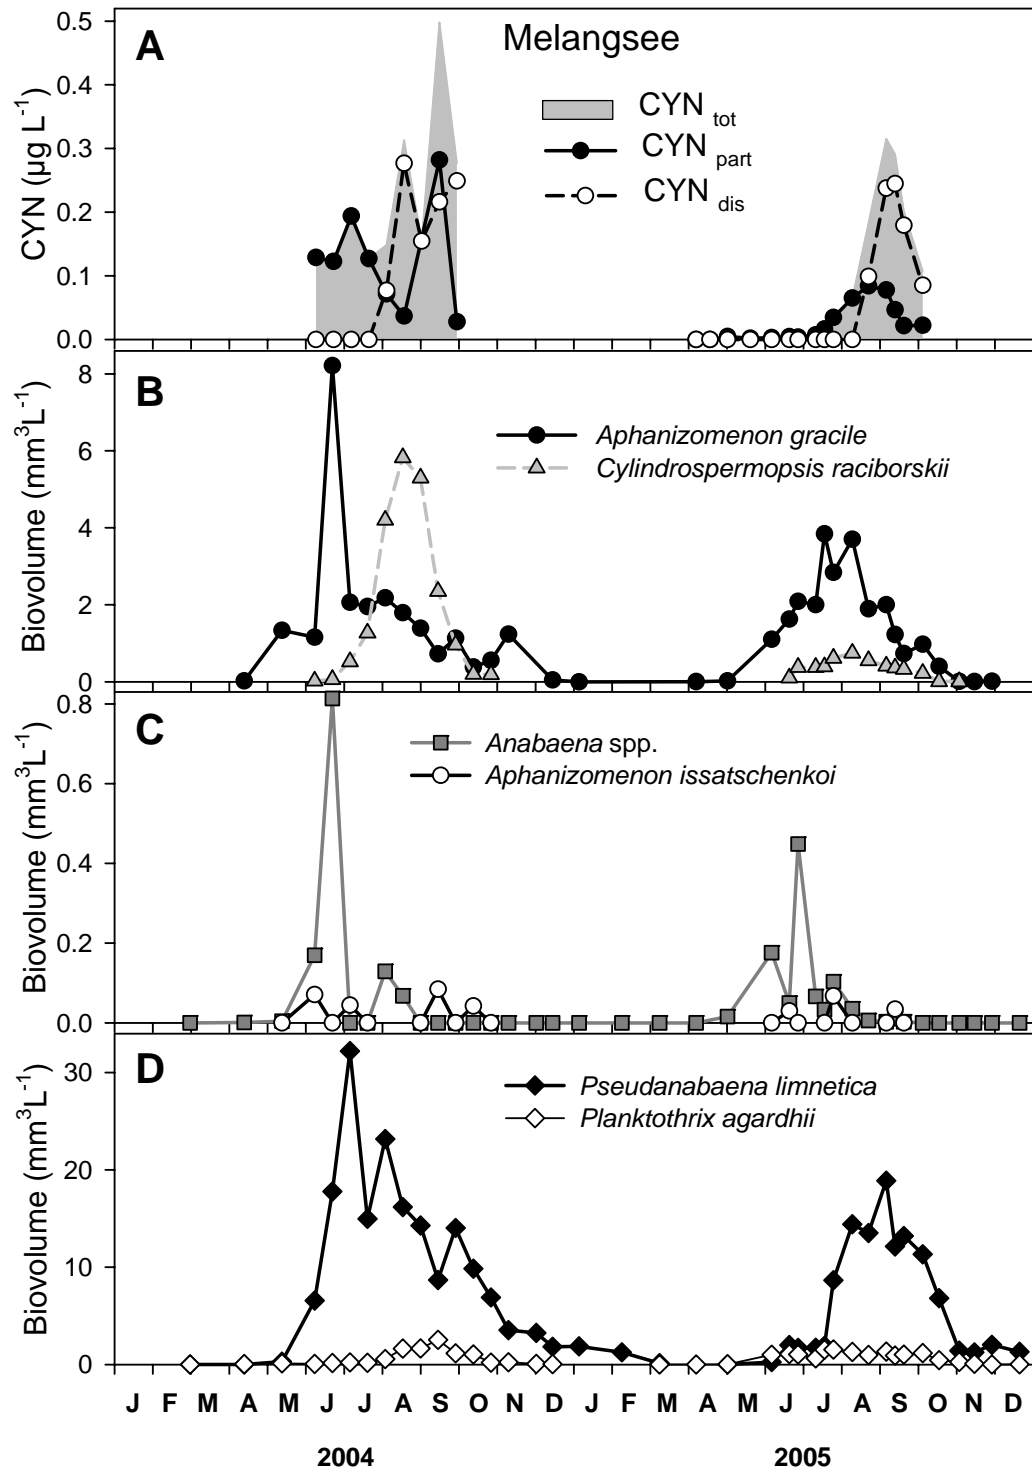 A
Melangsee
CYN tot
CYN part
CYN dis
CYN (µg L⁻¹)
0.5
0.4
0.3
0.2
0.1
0.0
B
Aphanizomenon gracile
Cylindrospermopsis raciborskii
Biovolume (mm³L⁻¹)
8
6
4
2
0
C
Anabaena spp.
Aphanizomenon issatschenkoi
Biovolume (mm³L⁻¹)
0.8
0.6
0.4
0.2
0.0
D
Pseudanabaena limnetica
Planktothrix agardhii
Biovolume (mm³L⁻¹)
30
20
10
0
J F M A M J J A S O N D J F M A M J J A S O N D
2004 2005